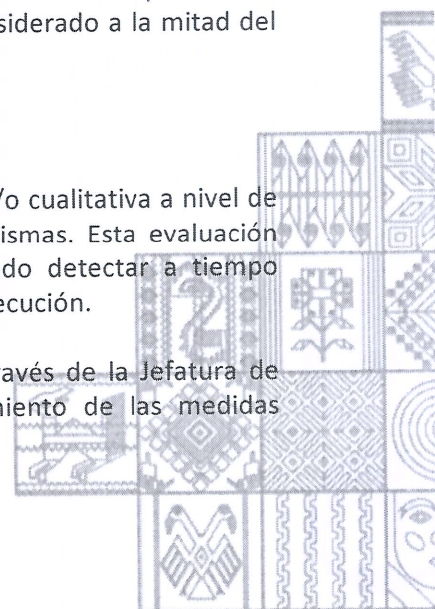 siderado a la mitad del
/o cualitativa a nivel de
ismas. Esta evaluación
do detectar a tiempo
ecución.
avés de la Jefatura de
niento de las medidas